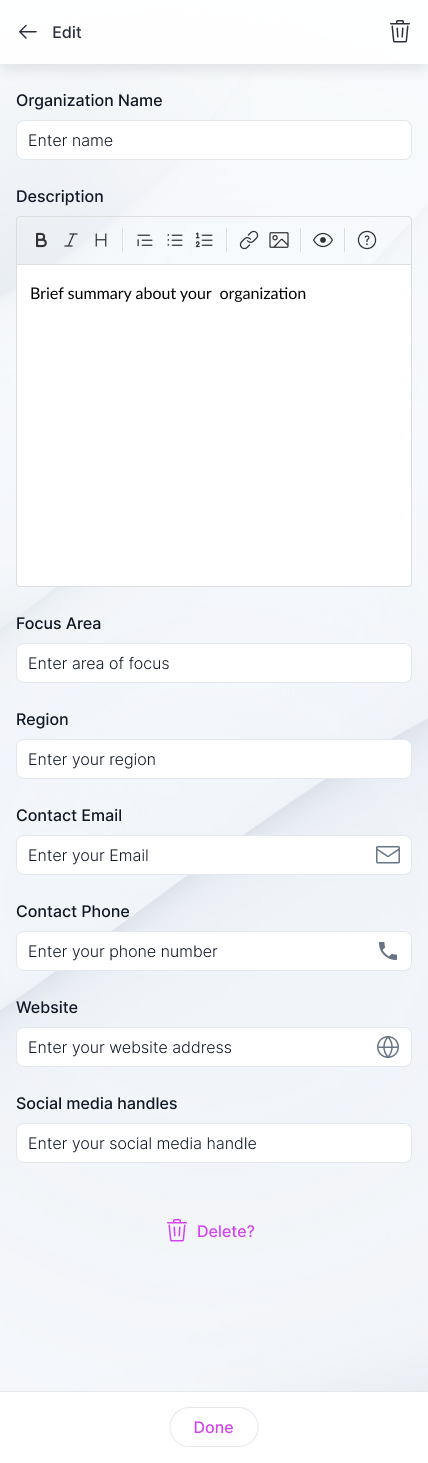 Edit
Organization Name
Enter name
Description
B I H
Brief summary about your  organization
Focus Area
Enter area of focus
Region
Enter your region
Contact Email
Enter your Email
Contact Phone
Enter your phone number
Website
Enter your website address
Social media handles
Enter your social media handle
Delete?
Done